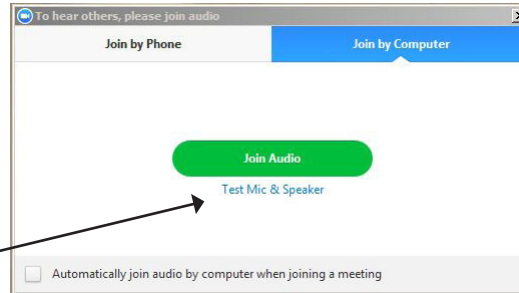 To hear others, please join audio
Join by Phone
Join by Computer
Join Audio
Test Mic & Speaker
Automatically join audio by computer when joining a meeting